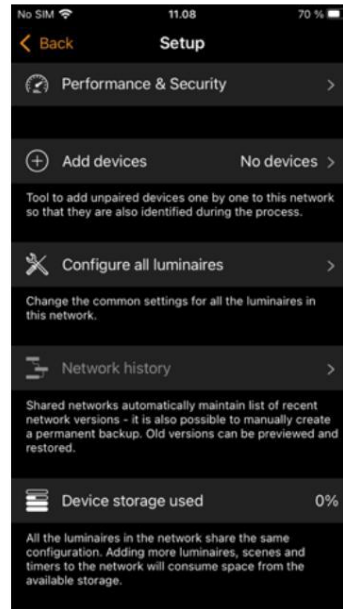 No SIM 11.08 70 %
Back Setup
Performance & Security
Add devices No devices
Tool to add unpaired devices one by one to this network
so that they are also identified during the process.
Configure all luminaires
Change the common settings for all the luminaires in
this network.
Network history
Shared networks automatically maintain list of recent
network versions - it is also possible to manually create
a permanent backup. Old versions can be previewed and
restored.
Device storage used 0%
All the luminaires in the network share the same
configuration. Adding more luminaires, scenes and
timers to the network will consume space from the
available storage.